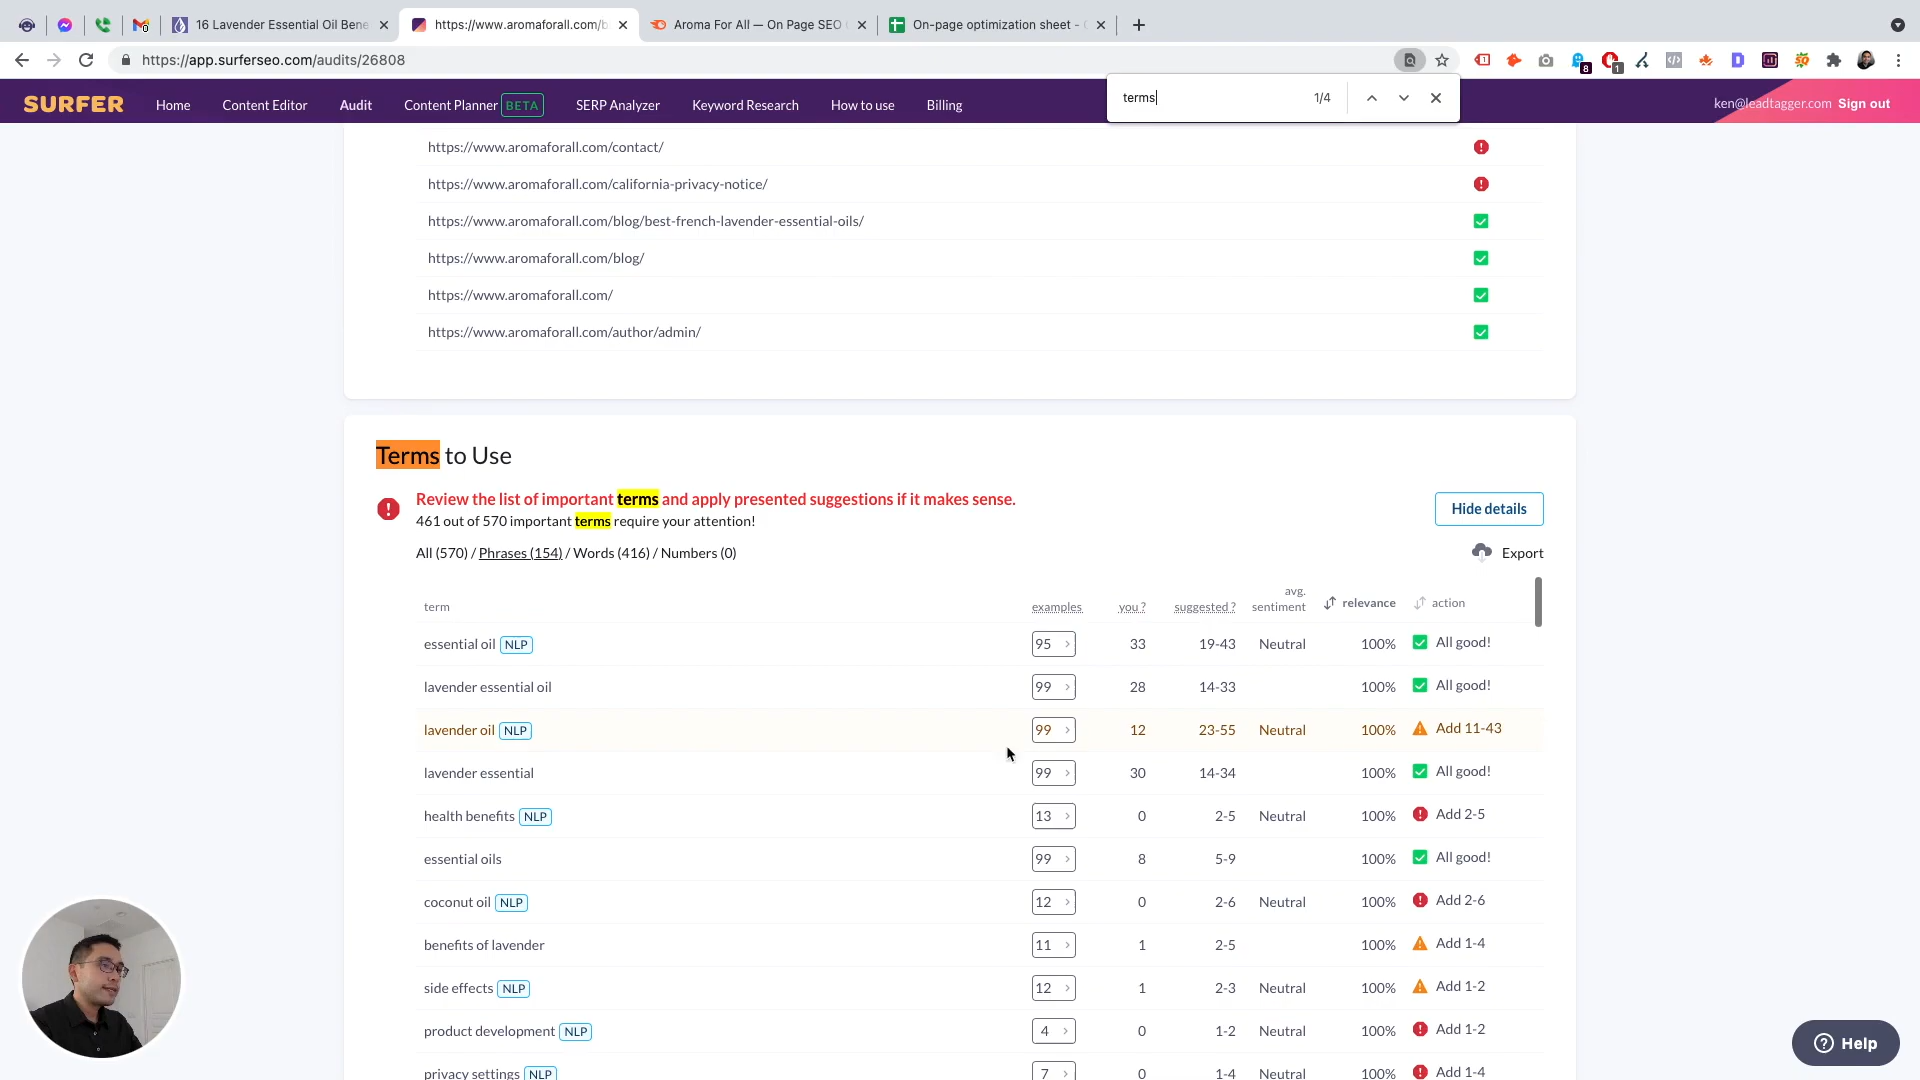 16 Lavender Essential Oil Bene
https://www.aromaforall.com/b
Aroma For All — On Page SEO
On-page optimization sheet -
https://app.surferseo.com/audits/26808
8
1
SURFER
Home
Content Editor
Audit
Content Planner BETA
SERP Analyzer
Keyword Research
How to use
Billing
terms
1/4
ken@leadtagger.com Sign out
https://www.aromaforall.com/contact/
https://www.aromaforall.com/california-privacy-notice/
https://www.aromaforall.com/blog/best-french-lavender-essential-oils/
https://www.aromaforall.com/blog/
https://www.aromaforall.com/
https://www.aromaforall.com/author/admin/
Terms to Use
Review the list of important terms and apply presented suggestions if it makes sense.
461 out of 570 important terms require your attention!
Hide details
All (570) / Phrases (154) / Words (416) / Numbers (0)
Export
term examples you ? suggested ? avg. sentiment relevance action
essential oil NLP 95 33 19-43 Neutral 100% All good!
lavender essential oil 99 28 14-33 100% All good!
lavender oil NLP 99 12 23-55 Neutral 100% Add 11-43
lavender essential 99 30 14-34 100% All good!
health benefits NLP 13 0 2-5 Neutral 100% Add 2-5
essential oils 99 8 5-9 100% All good!
coconut oil NLP 12 0 2-6 Neutral 100% Add 2-6
benefits of lavender 11 1 2-5 100% Add 1-4
side effects NLP 12 1 2-3 Neutral 100% Add 1-2
product development NLP 4 0 1-2 Neutral 100% Add 1-2
privacy settings NLP 7 0 1-4 Neutral 100% Add 1-4
Help